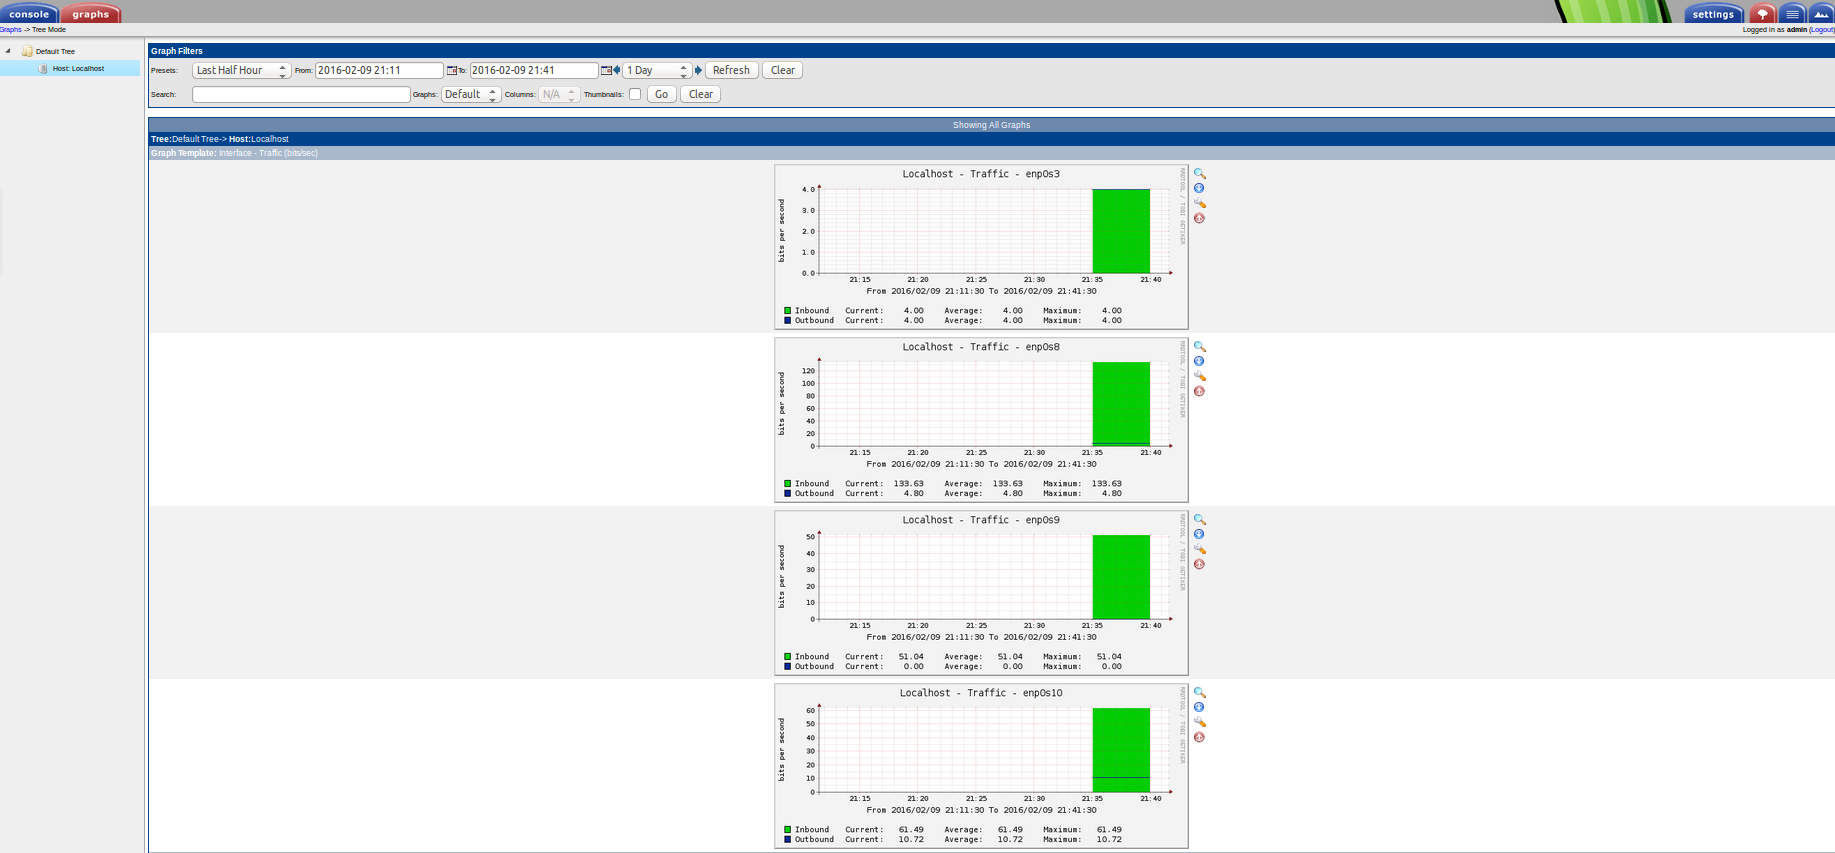 console graphs settings
Graphs -> Tree Mode Logged in as admin (Logout)
Default Tree
Host: Localhost
Graph Filters
Presets: Last Half Hour From: 2016-02-09 21:11 To: 2016-02-09 21:41 1 Day Refresh Clear
Search: Graphs: Default Columns: N/A Thumbnails: Go Clear
Showing All Graphs
Tree:Default Tree-> Host:Localhost
Graph Template: Interface - Traffic (bits/sec)
Localhost - Traffic - enp0s3
RRDTOOL / TOBI OETIKER
bits per second
4.0
3.0
2.0
1.0
0.0
21:15 21:20 21:25 21:30 21:35 21:40
From 2016/02/09 21:11:30 To 2016/02/09 21:41:30
Inbound Current: 4.00 Average: 4.00 Maximum: 4.00
Outbound Current: 4.00 Average: 4.00 Maximum: 4.00
Localhost - Traffic - enp0s8
RRDTOOL / TOBI OETIKER
bits per second
120
100
80
60
40
20
0
21:15 21:20 21:25 21:30 21:35 21:40
From 2016/02/09 21:11:30 To 2016/02/09 21:41:30
Inbound Current: 133.63 Average: 133.63 Maximum: 133.63
Outbound Current: 4.80 Average: 4.80 Maximum: 4.80
Localhost - Traffic - enp0s9
RRDTOOL / TOBI OETIKER
bits per second
50
40
30
20
10
0
21:15 21:20 21:25 21:30 21:35 21:40
From 2016/02/09 21:11:30 To 2016/02/09 21:41:30
Inbound Current: 51.04 Average: 51.04 Maximum: 51.04
Outbound Current: 0.00 Average: 0.00 Maximum: 0.00
Localhost - Traffic - enp0s10
RRDTOOL / TOBI OETIKER
bits per second
60
50
40
30
20
10
0
21:15 21:20 21:25 21:30 21:35 21:40
From 2016/02/09 21:11:30 To 2016/02/09 21:41:30
Inbound Current: 61.49 Average: 61.49 Maximum: 61.49
Outbound Current: 10.72 Average: 10.72 Maximum: 10.72